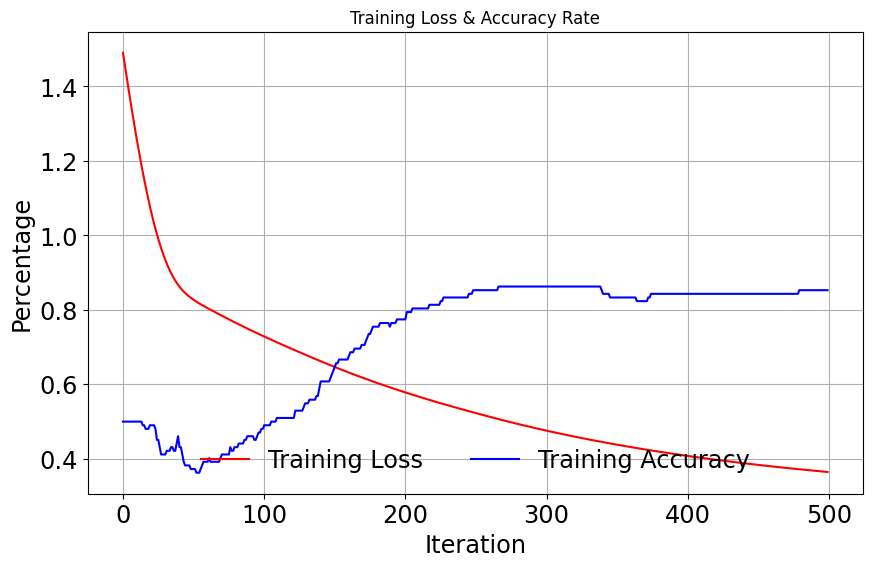 Training Loss & Accuracy Rate
Percentage
1.4
1.2
1.0
0.8
0.6
0.4
Training Loss
Training Accuracy
0 100 200 300 400 500
Iteration